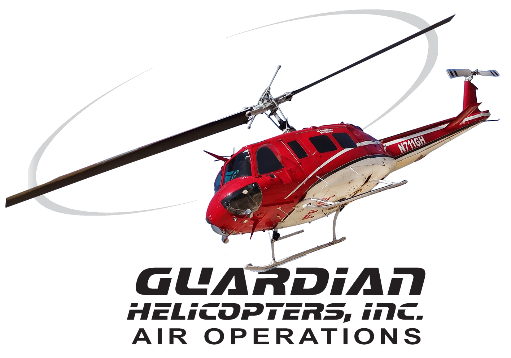 N711GH
GUARDIAN
HELICOPTERS, INC.
AIR OPERATIONS